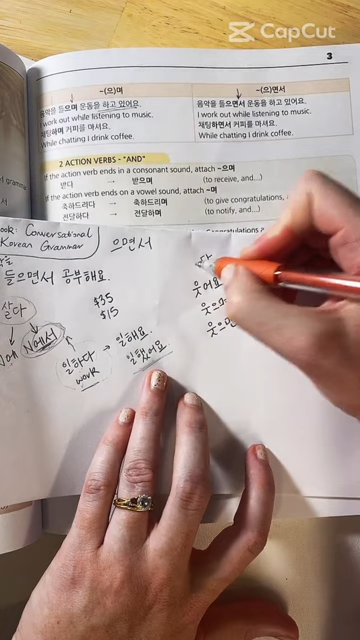 CapCut
3
-(으)며
-(으)면서
음악을 들으며 운동을 하고 있어요.
I work out while listening to music.
채팅하며 커피를 마셔요.
While chatting I drink coffee.
음악을 들으면서 운동을 하고 있어요.
I work out while listening to music.
채팅하면서 커피를 마셔요.
While chatting I drink coffee.
2 ACTION VERBS - "AND"
If the action verb ends in a consonant sound, attach -으며
받다 → 받으며 (to receive, and...)
If the action verb ends on a vowel sound, attach -며
축하드리다 → 축하드리며 (to give congratulations,
전달하다 → 전달하며 (to notify, and...)
Conversational
Korean Grammar
으면서
들으면서 공부해요.
$35
$15
살다
N에서
일하다
work
→ 일해요.
일했어요.
웃어요